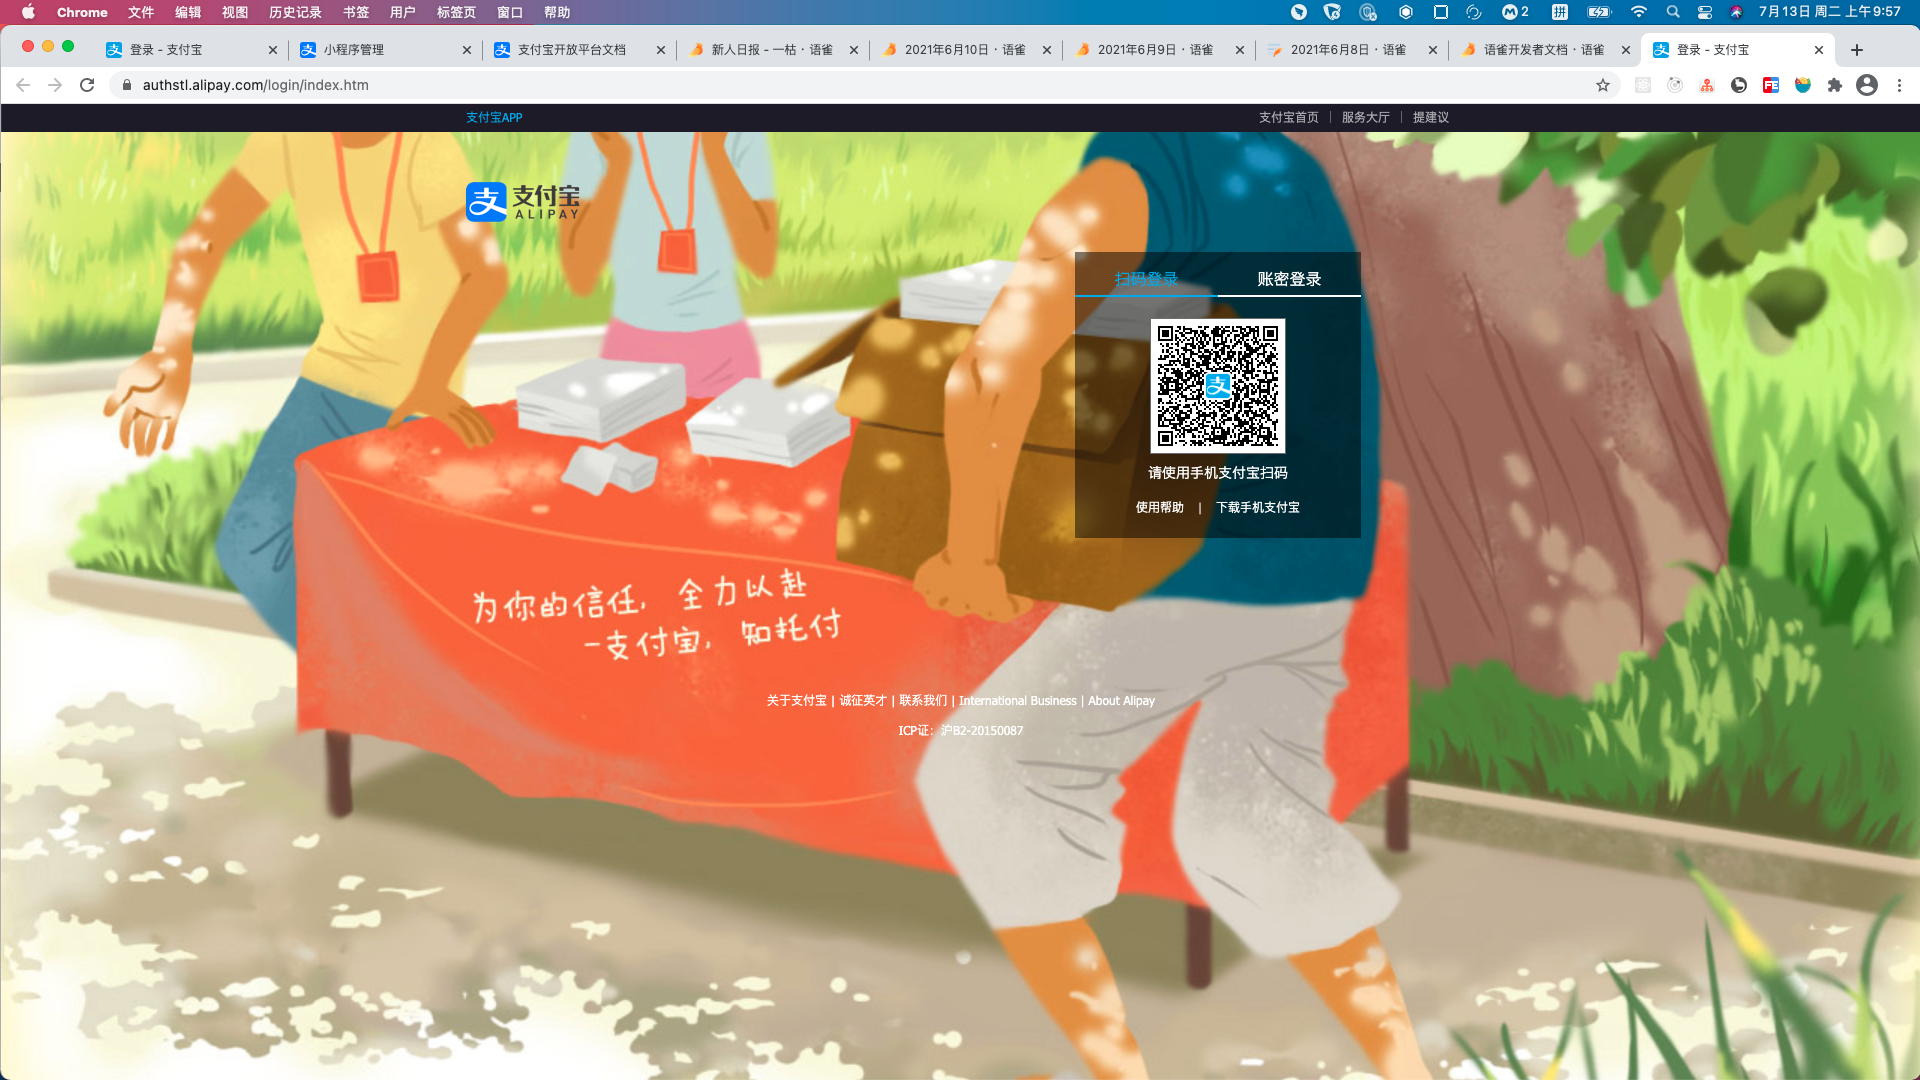 Chrome 文件 编辑 视图 历史记录 书签 用户 标签页 窗口 帮助 2 拼 7月13日 周二 上午9:57
登录 - 支付宝 小程序管理 支付宝开放平台文档 新人日报 - 一枯 · 语雀 2021年6月10日 · 语雀 2021年6月9日 · 语雀 2021年6月8日 · 语雀 语雀开发者文档 · 语雀 登录 - 支付宝
authstl.alipay.com/login/index.htm FE
支付宝APP 支付宝首页 | 服务大厅 | 提建议
支 支付宝
ALIPAY
扫码登录 账密登录
支
请使用手机支付宝扫码
使用帮助 | 下载手机支付宝
为你的信任, 全力以赴
-支付宝, 知托付
关于支付宝 | 诚征英才 | 联系我们 | International Business | About Alipay
ICP证：沪B2-20150087